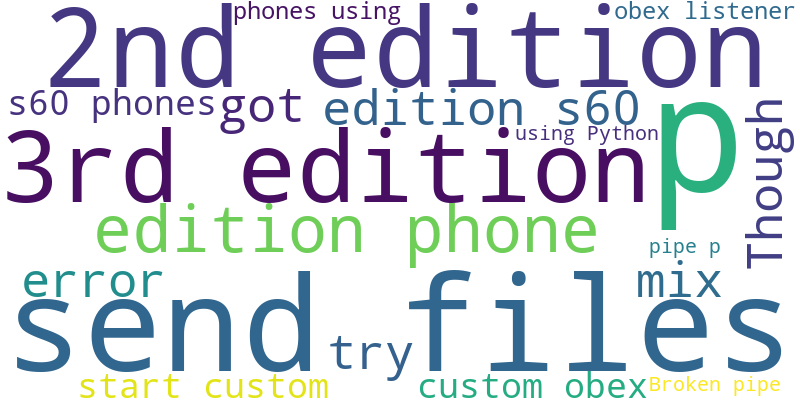 phones using
obex listener
2nd edition
s60 phones
got
edition s60
p
Though
using Python
3rd edition
edition phone
pipe p
error
mix
send files
try
start custom
custom obex
Broken pipe